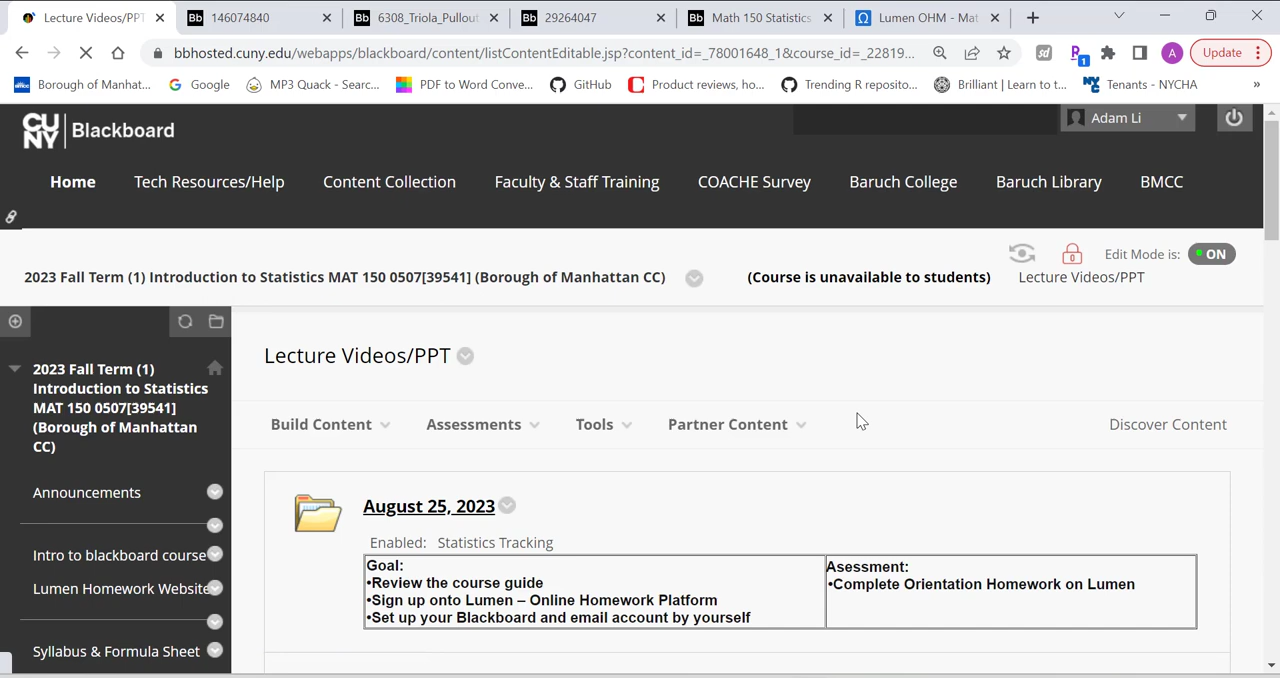 Lecture Videos/PPT
146074840
6308_Triola_Pullout
29264047
Math 150 Statistics
Lumen OHM - Mat
bbhosted.cuny.edu/webapps/blackboard/content/listContentEditable.jsp?content_id=_78001648_1&course_id=_22819...
1
A
Update
Borough of Manhat...
Google
MP3 Quack - Searc...
PDF to Word Conve...
GitHub
Product reviews, ho...
Trending R reposito...
Brilliant | Learn to t...
Tenants - NYCHA
»
CUNY Blackboard
Adam Li
Home
Tech Resources/Help
Content Collection
Faculty & Staff Training
COACHE Survey
Baruch College
Baruch Library
BMCC
2023 Fall Term (1) Introduction to Statistics MAT 150 0507[39541] (Borough of Manhattan CC)
(Course is unavailable to students)
Edit Mode is: ON
Lecture Videos/PPT
2023 Fall Term (1)
Introduction to Statistics
MAT 150 0507[39541]
(Borough of Manhattan
CC)
Announcements
Intro to blackboard course
Lumen Homework Website
Syllabus & Formula Sheet
Lecture Videos/PPT
Build Content
Assessments
Tools
Partner Content
Discover Content
August 25, 2023
Enabled: Statistics Tracking
Goal:
•Review the course guide
•Sign up onto Lumen – Online Homework Platform
•Set up your Blackboard and email account by yourself
Assessment:
•Complete Orientation Homework on Lumen